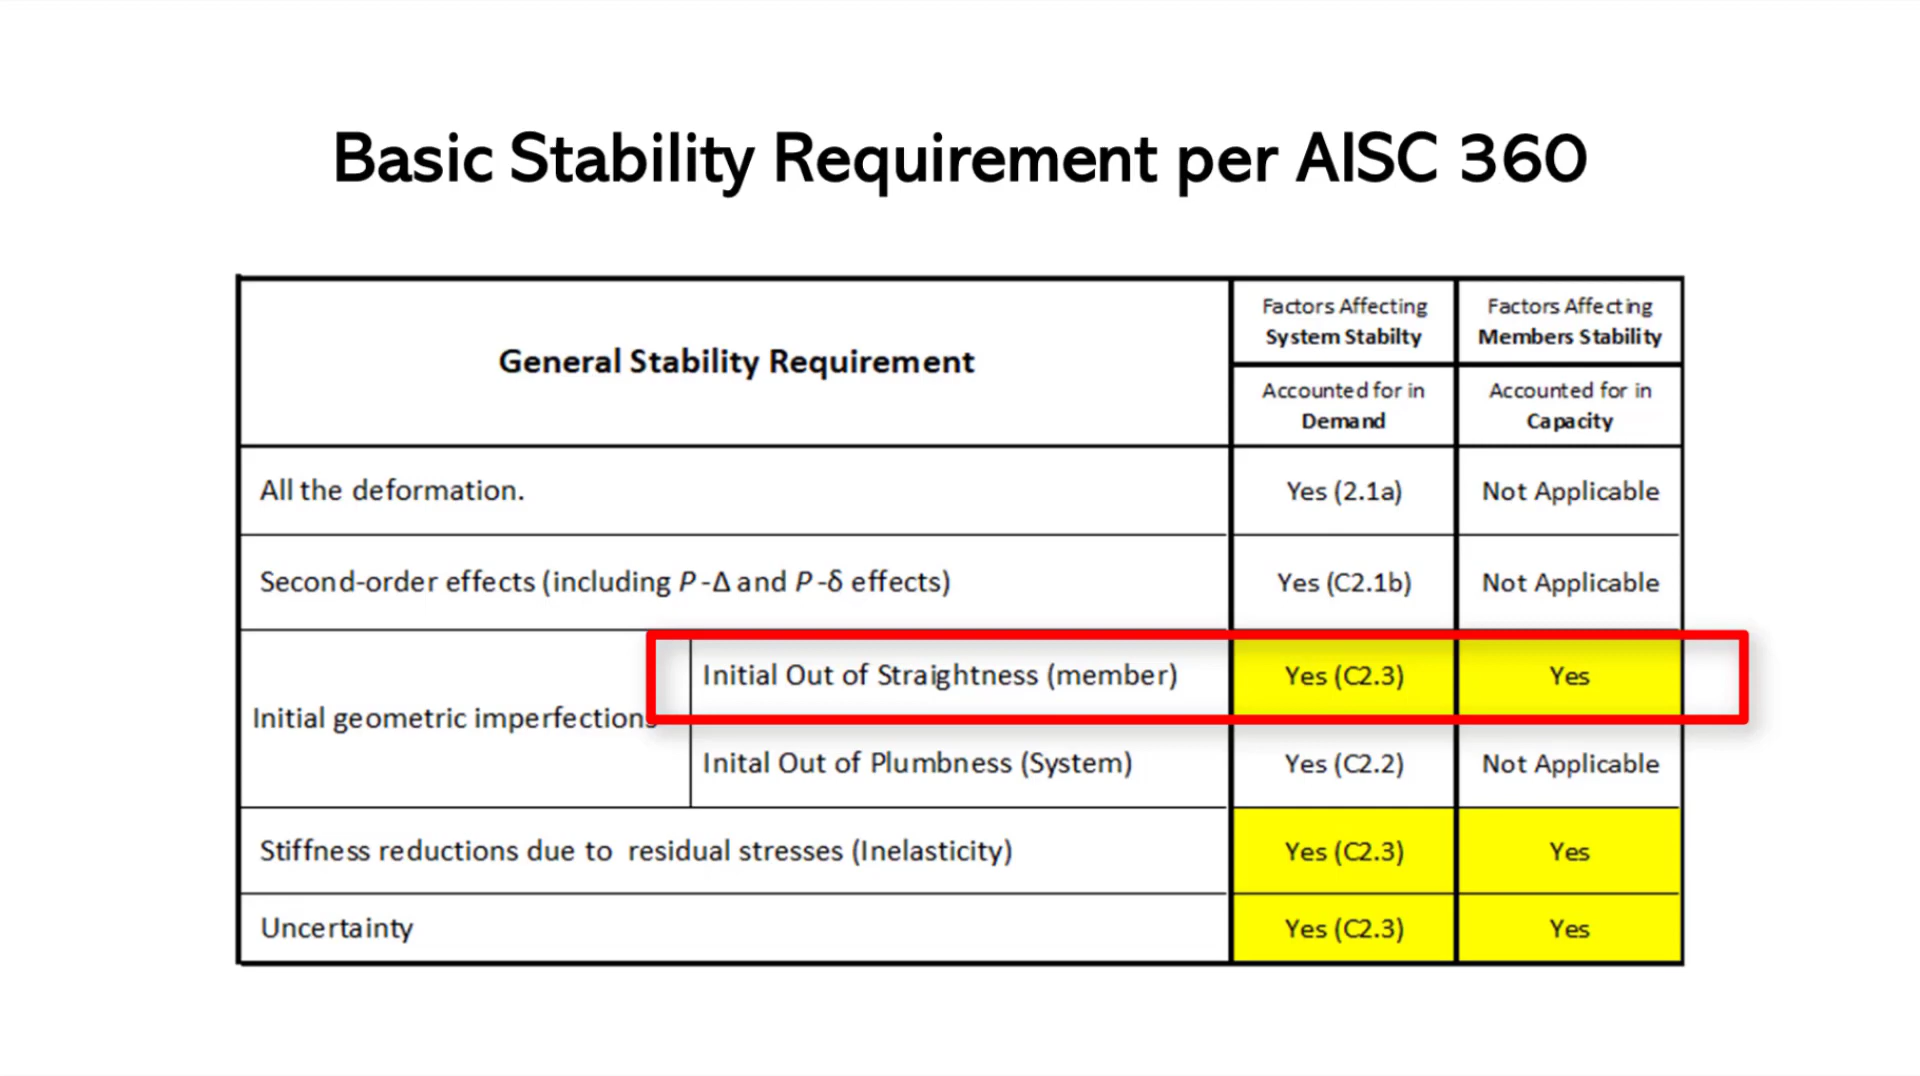 Basic Stability Requirement per AISC 360
General Stability Requirement
Factors Affecting
System Stabilty
Factors Affecting
Members Stability
Accounted for in
Demand
Accounted for in
Capacity
All the deformation.
Yes (2.1a)
Not Applicable
Second-order effects (including P-Δ and P-δ effects)
Yes (C2.1b)
Not Applicable
Initial geometric imperfections
Initial Out of Straightness (member)
Yes (C2.3)
Yes
Inital Out of Plumbness (System)
Yes (C2.2)
Not Applicable
Stiffness reductions due to residual stresses (Inelasticity)
Yes (C2.3)
Yes
Uncertainty
Yes (C2.3)
Yes